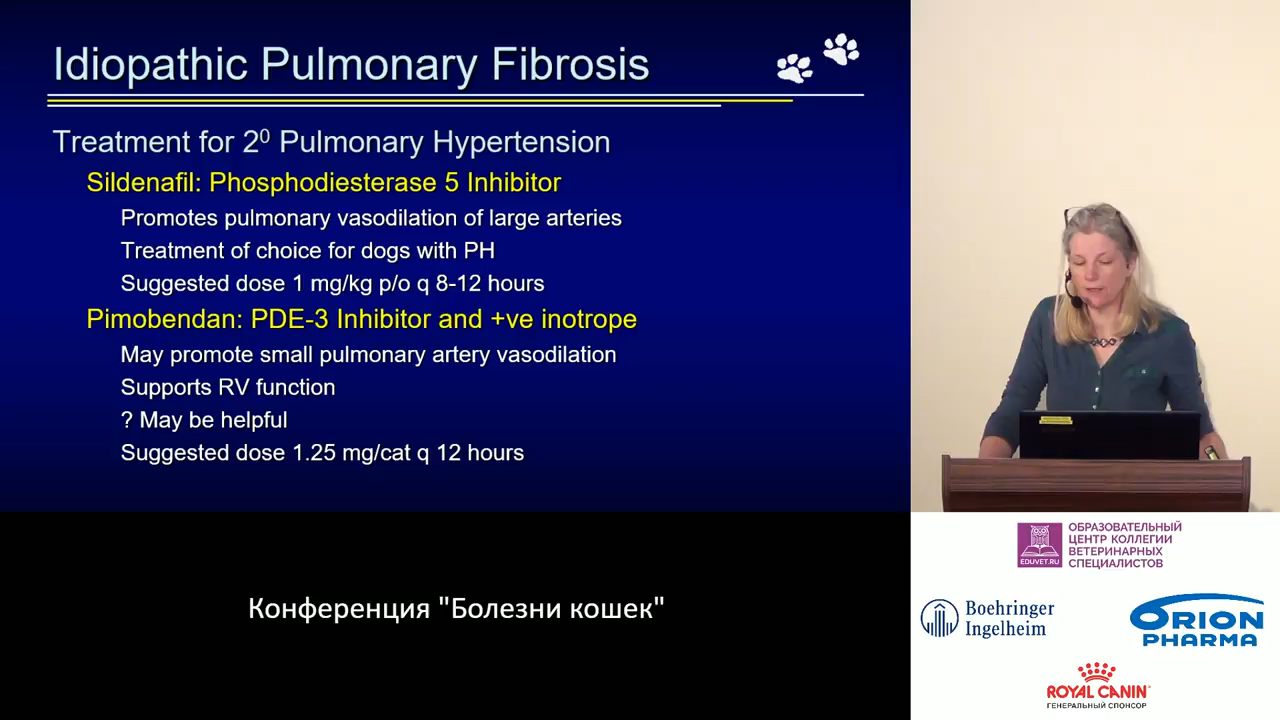 Idiopathic Pulmonary Fibrosis
Treatment for 2⁰ Pulmonary Hypertension
Sildenafil: Phosphodiesterase 5 Inhibitor
Promotes pulmonary vasodilation of large arteries
Treatment of choice for dogs with PH
Suggested dose 1 mg/kg p/o q 8-12 hours
Pimobendan: PDE-3 Inhibitor and +ve inotrope
May promote small pulmonary artery vasodilation
Supports RV function
? May be helpful
Suggested dose 1.25 mg/cat q 12 hours
Конференция "Болезни кошек"
EDUVET.RU
ОБРАЗОВАТЕЛЬНЫЙ
ЦЕНТР КОЛЛЕГИИ
ВЕТЕРИНАРНЫХ
СПЕЦИАЛИСТОВ
Boehringer
Ingelheim
ORION
PHARMA
ROYAL CANIN
ГЕНЕРАЛЬНЫЙ СПОНСОР